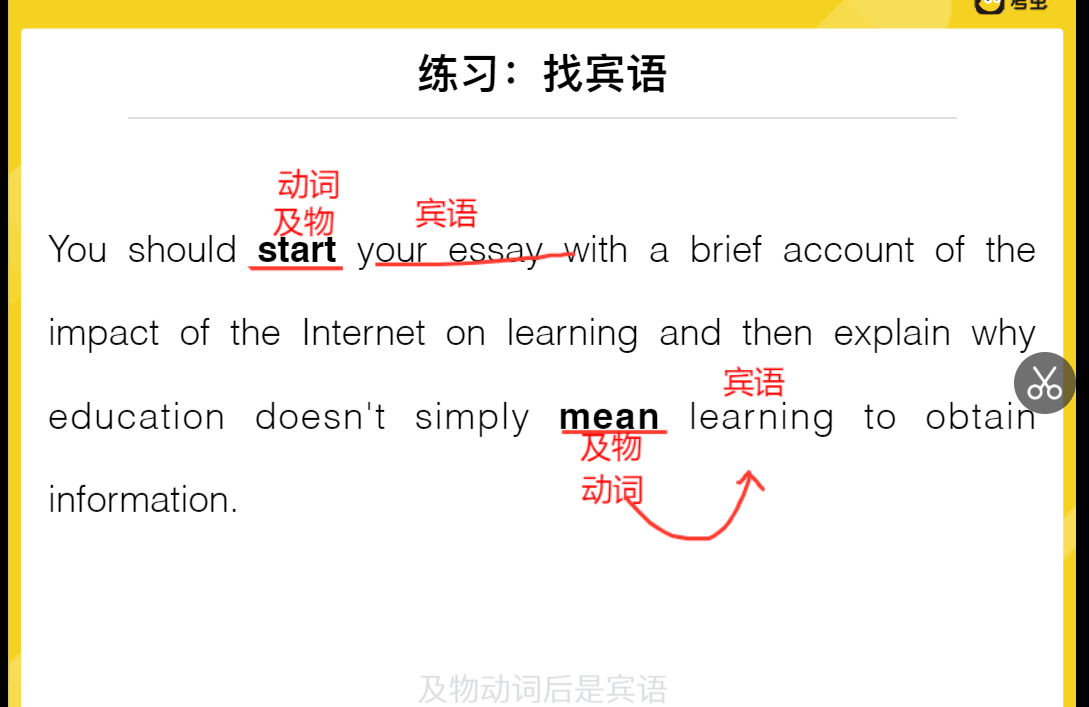 考虫
练习：找宾语
动词
及物
宾语
You should start your essay with a brief account of the
impact of the Internet on learning and then explain why
宾语
education doesn't simply mean learning to obtain
及物
动词
information.
及物动词后是宾语